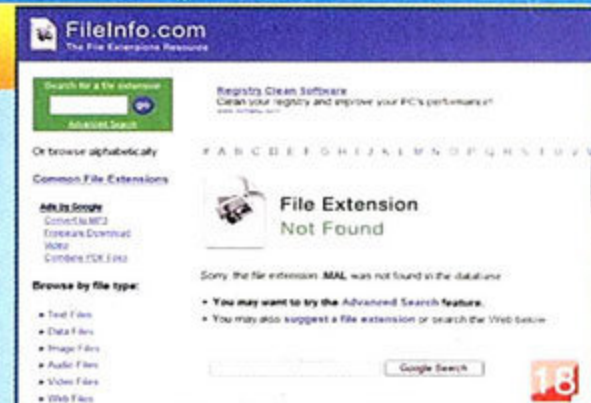 FileInfo.com
The File Extensions Resource
Search for a file extension
go
Advanced Search
Or browse alphabetically
Common File Extensions
Ads by Google
Convert to MP3
Freeware Download
Video
Combine PDF Files
Browse by file type:
Text Files
Data Files
Image Files
Audio Files
Video Files
Web Files
Registry Clean Software
Clean your registry and improve your PC's performance!
# A B C D E F G H I J K L M N O P Q R S T U V
File Extension
Not Found
Sorry, the file extension .MAL was not found in the database
• You may want to try the Advanced Search feature.
• You may also suggest a file extension or search the Web below
Google Search
18